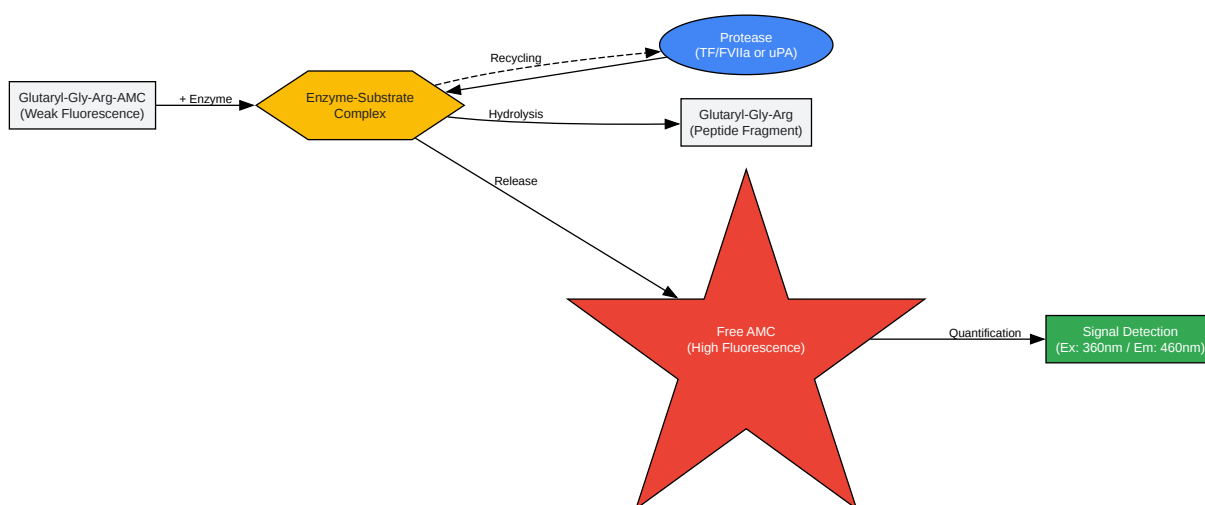 Glutaryl-Gly-Arg-AMC
(Weak Fluorescence)
+ Enzyme
Enzyme-Substrate
Complex
Recycling
Protease
(TF/FVIIa or uPA)
Hydrolysis
Glutaryl-Gly-Arg
(Peptide Fragment)
Release
Free AMC
(High Fluorescence)
Quantification
Signal Detection
(Ex: 360nm / Em: 460nm)